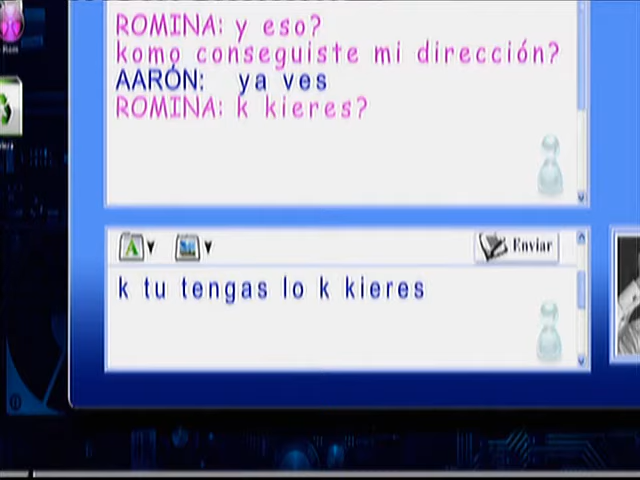 ROMINA: y eso?
komo conseguiste mi dirección?
AARÓN: ya ves
ROMINA: k kieres?
A
Enviar
k tu tengas lo k kieres